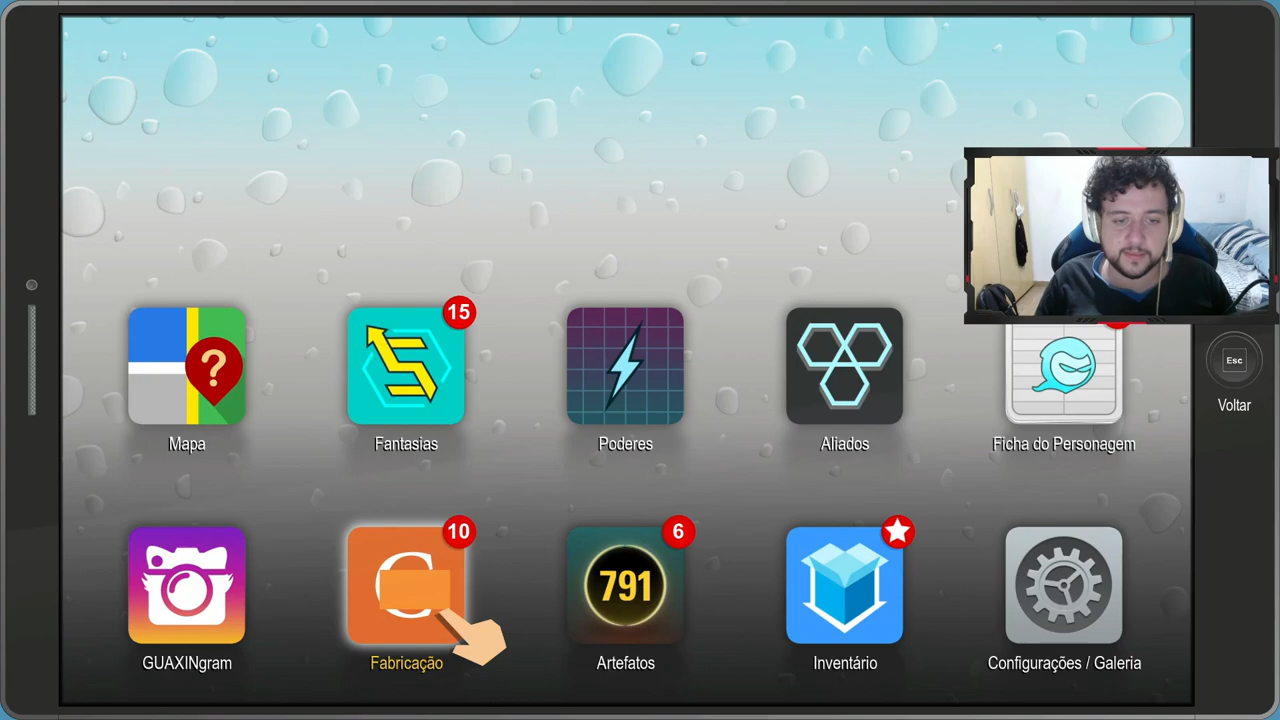 15
?
Esc
Mapa
Fantasias
Poderes
Aliados
Ficha do Personagem
Voltar
10
6
C
791
GUAXINgram
Fabricação
Artefatos
Inventário
Configurações / Galeria